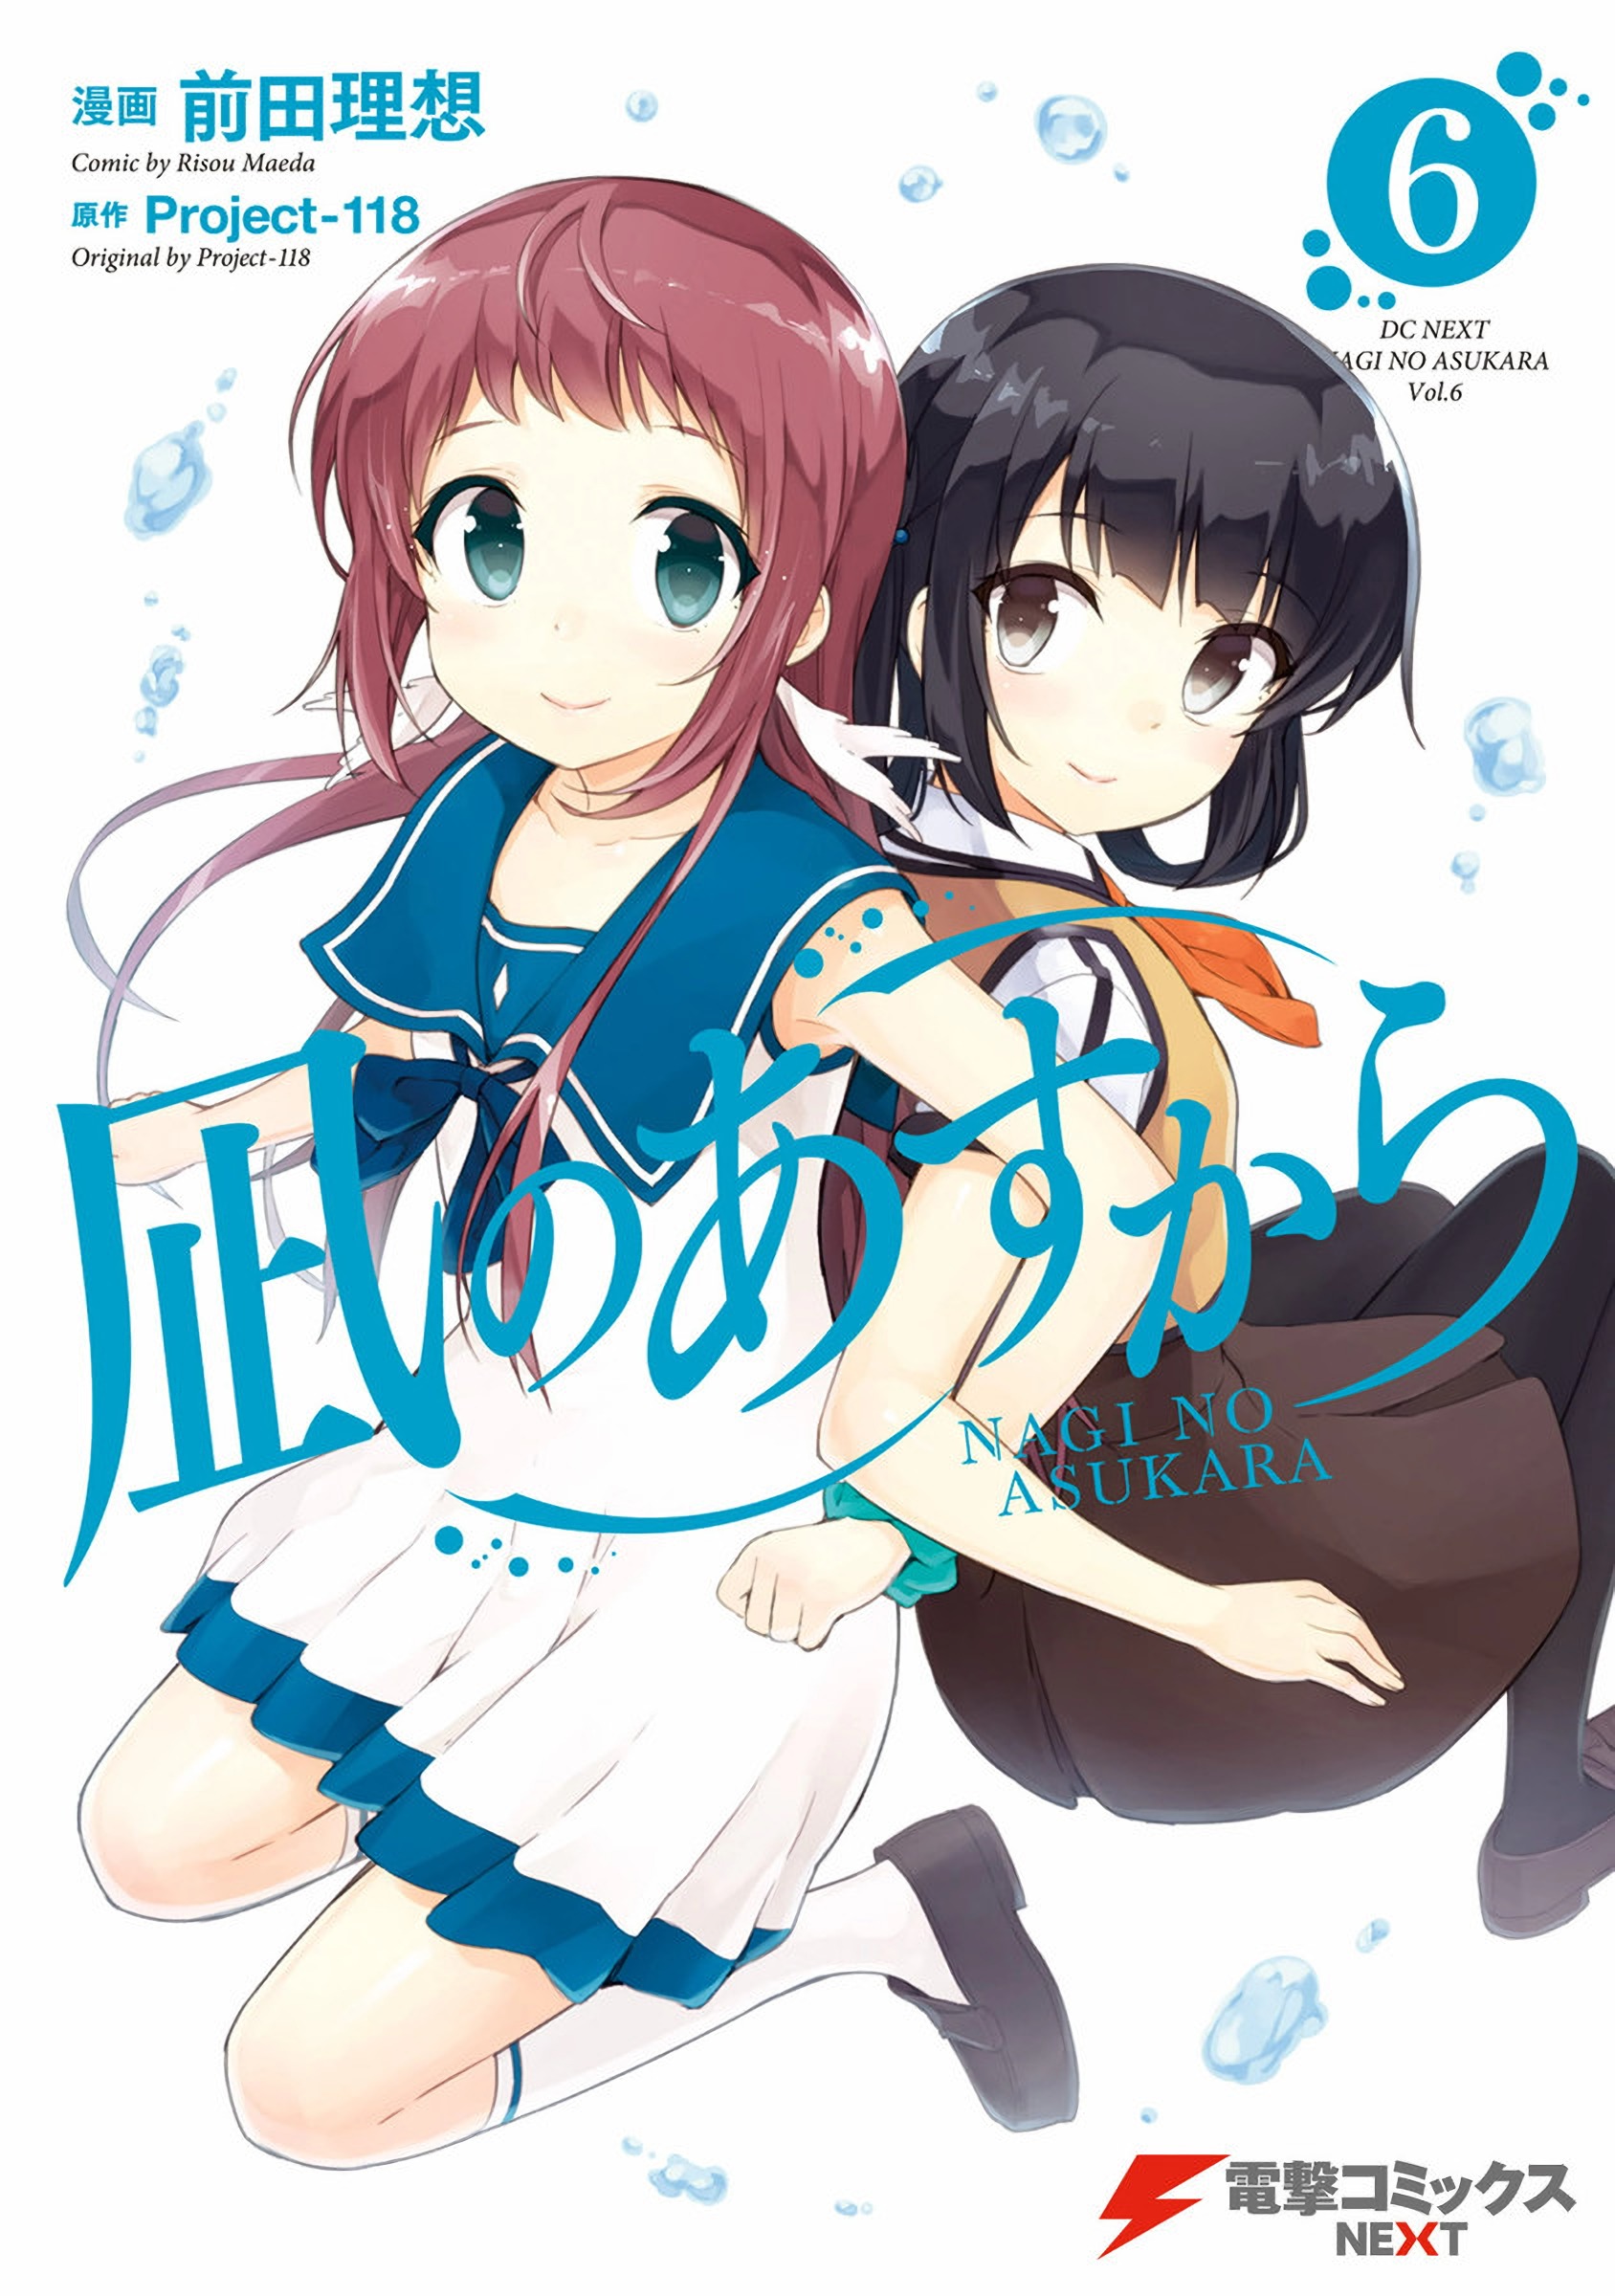 漫画 前田理想
Comic by Risou Maeda
原作 Project-118
Original by Project-118
6
DC NEXT
AGI NO ASUKARA
Vol.6
凪のあすから
NAGI NO
ASUKARA
電撃コミックス
NEXT